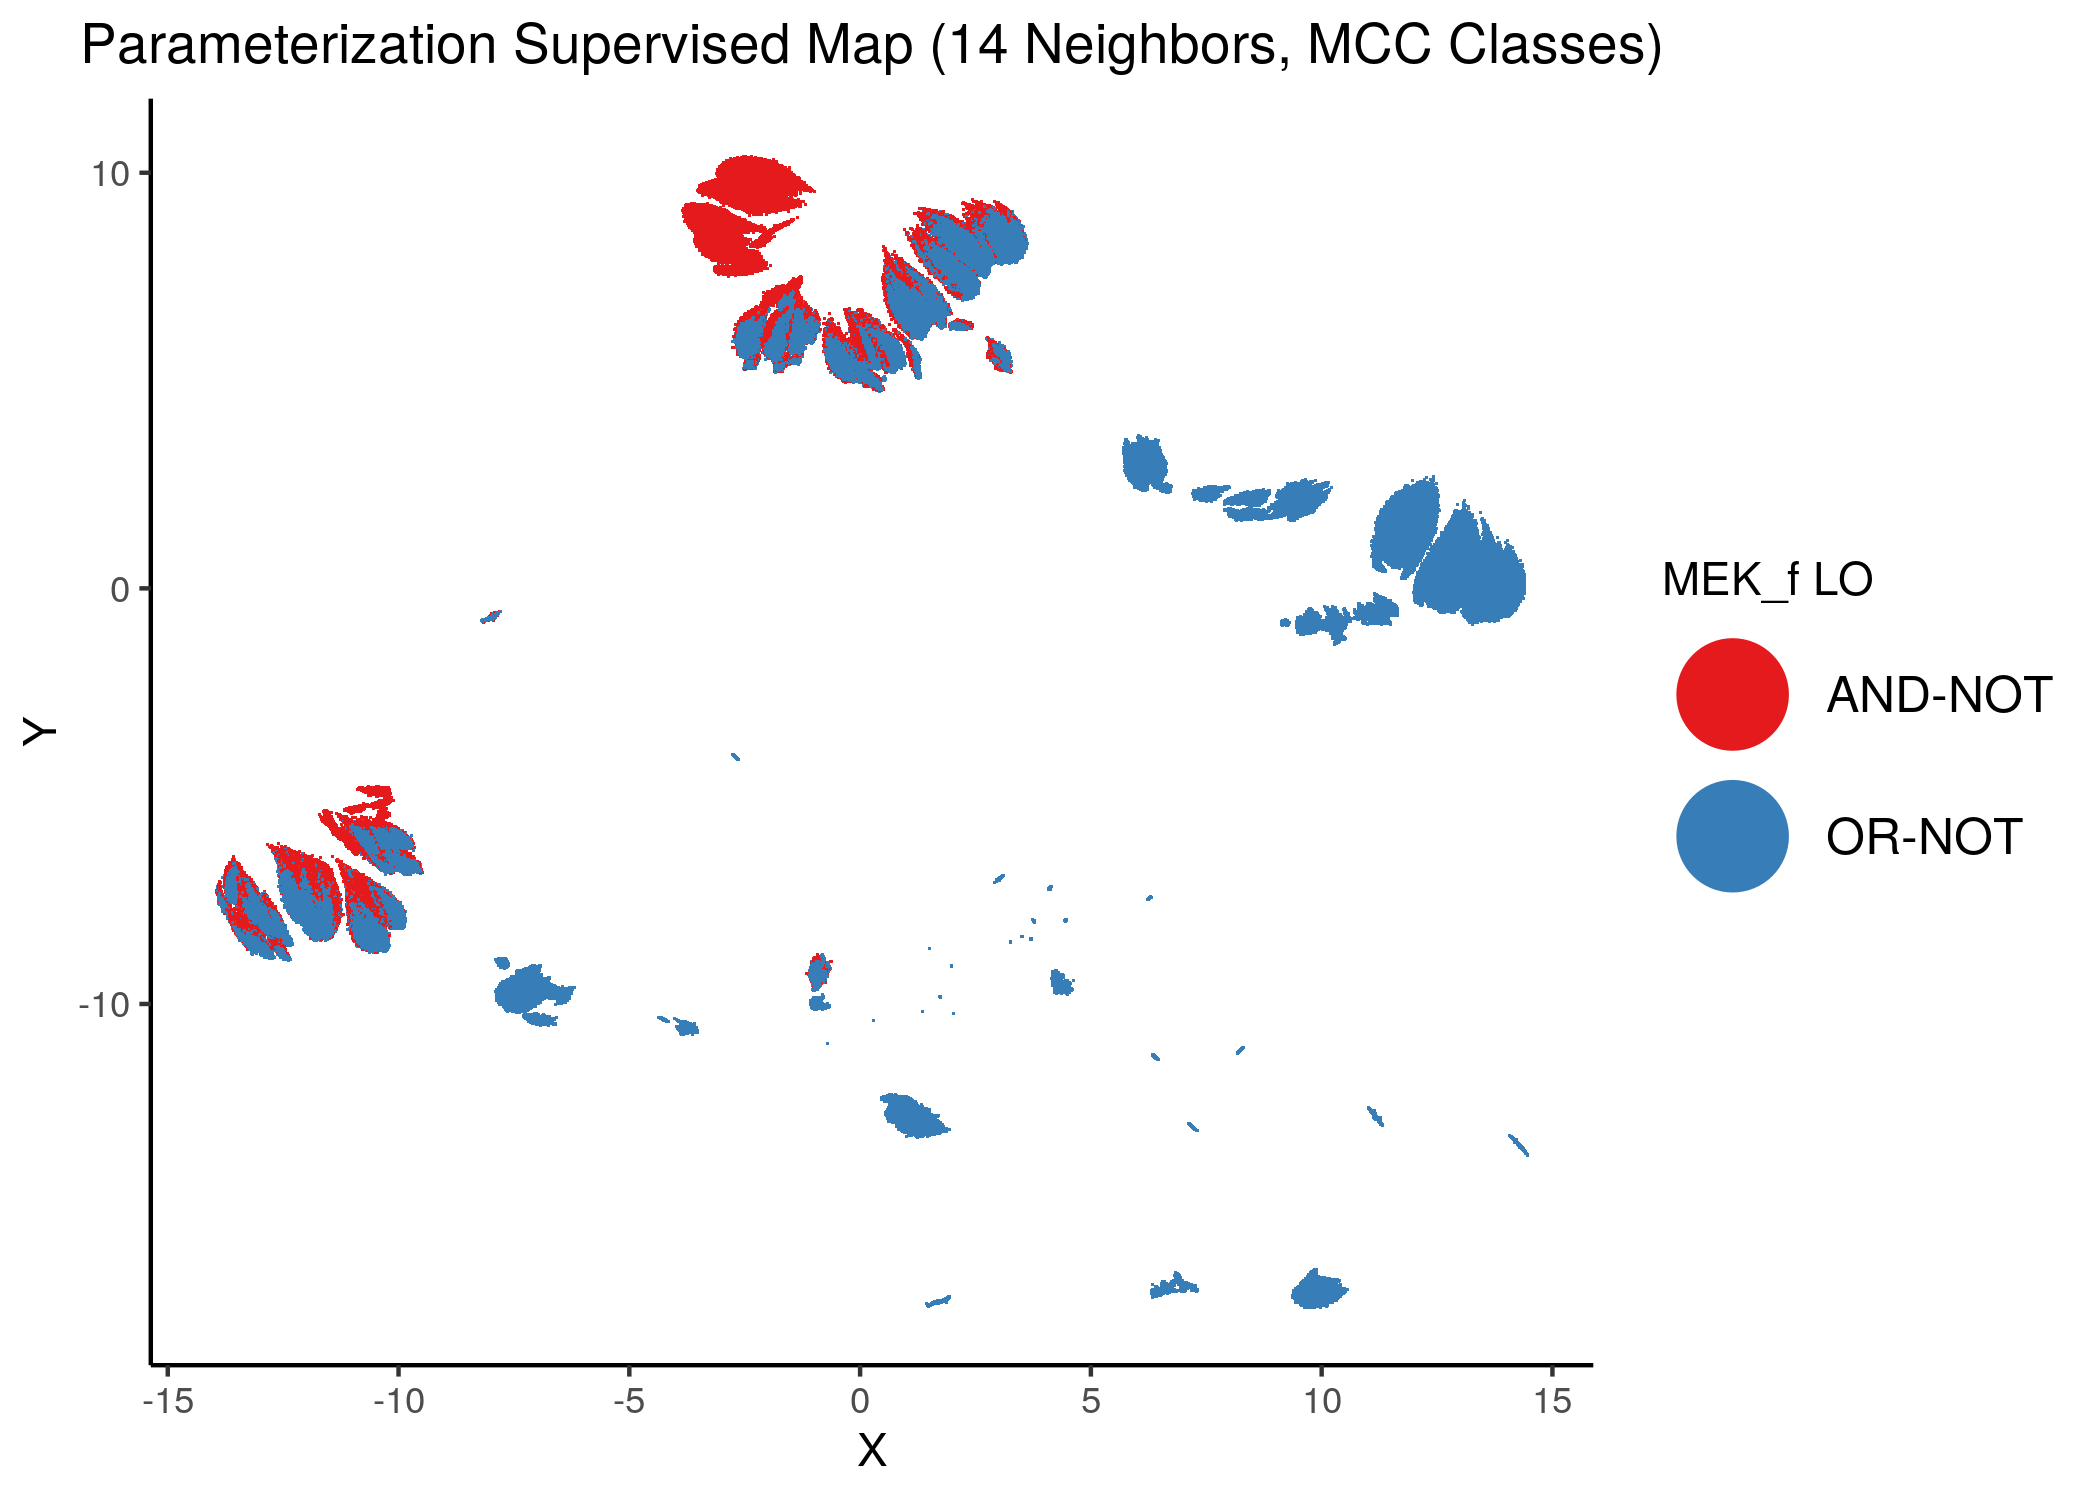 Parameterization Supervised Map (14 Neighbors, MCC Classes)
10
0
-10
Y
-15
-10
-5
0
5
10
15
X
MEK_f LO
AND-NOT
OR-NOT